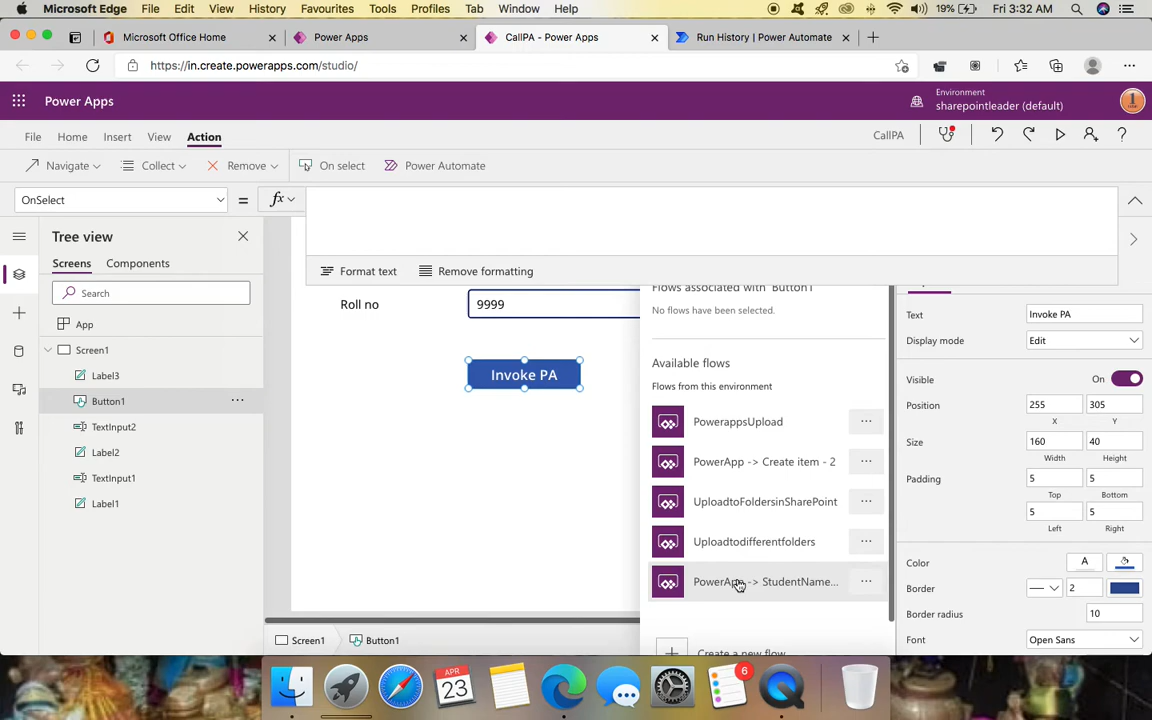 Microsoft Edge File Edit View History Favourites Tools Profiles Tab Window Help 19% Fri 3:32 AM
Microsoft Office Home Power Apps CallPA - Power Apps Run History | Power Automate
https://in.create.powerapps.com/studio/
Power Apps
Environment
sharepointleader (default)
File Home Insert View Action CallPA
Navigate Collect Remove On select Power Automate
OnSelect = fx
Tree view
Screens Components
Search
App
Screen1
Label3
Button1
TextInput2
Label2
TextInput1
Label1
Format text Remove formatting
Roll no 9999
Invoke PA
Flows associated with 'Button1'
No flows have been selected.
Available flows
Flows from this environment
PowerappsUpload
PowerApp -> Create item - 2
UploadtoFoldersinSharePoint
Uploadtodifferentfolders
PowerApp -> StudentName...
Create a new flow
Text Invoke PA
Display mode Edit
Visible On
Position 255 305
X Y
Size 160 40
Width Height
Padding 5 5
Top Bottom
5 5
Left Right
Color A
Border 2
Border radius 10
Font Open Sans
Screen1 Button1
APR
23
6